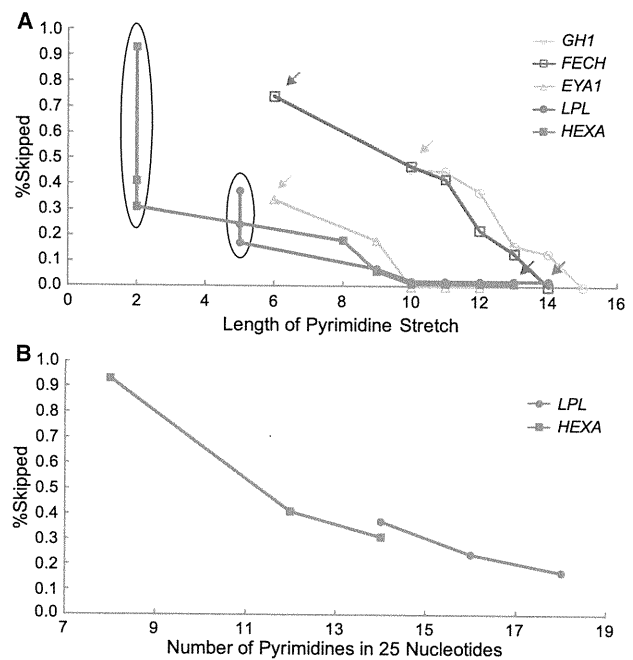 A
%Skipped
1.0
0.9
0.8
0.7
0.6
0.5
0.4
0.3
0.2
0.1
0.0
0 2 4 6 8 10 12 14 16
Length of Pyrimidine Stretch
GH1
FECH
EYA1
LPL
HEXA
B
%Skipped
1.0
0.9
0.8
0.7
0.6
0.5
0.4
0.3
0.2
0.1
0.0
7 9 11 13 15 17 19
Number of Pyrimidines in 25 Nucleotides
LPL
HEXA